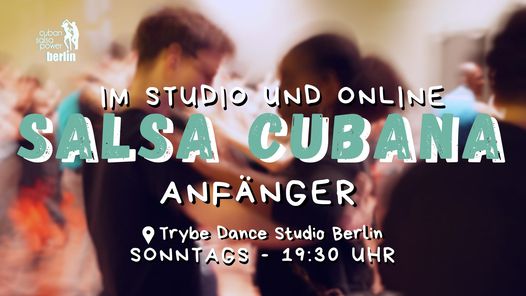 cuban
salsa
power
berlin
IM STUDIO UND ONLINE
SALSA CUBANA
ANFÄNGER
Trybe Dance Studio Berlin
SONNTAGS - 19:30 UHR